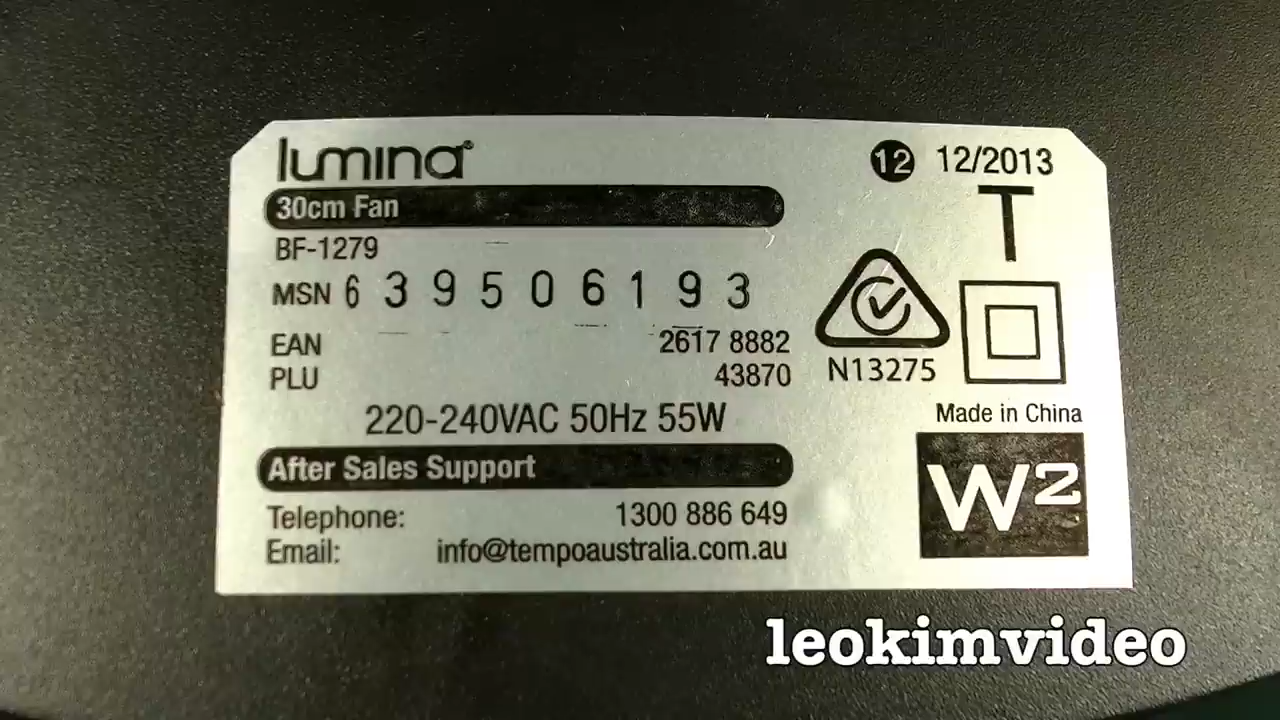 lumina®
12 12/2013
30cm Fan
T
BF-1279
MSN 6 3 9 5 0 6 1 9 3
EAN 2617 8882
PLU 43870
N13275
220-240VAC 50Hz 55W
Made in China
After Sales Support
W2
Telephone: 1300 886 649
Email: info@tempoaustralia.com.au
leokimvideo